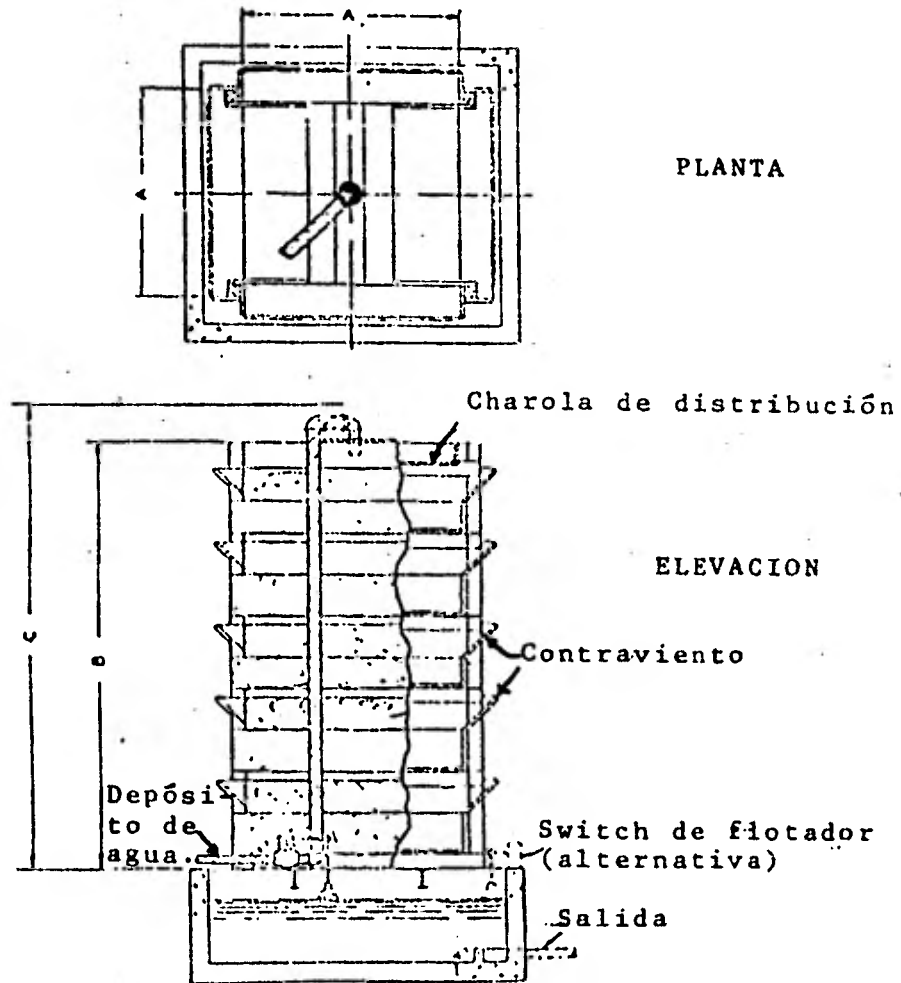 A
A
PLANTA
Charola de distribución
ELEVACION
C
B
Contraviento
Depósi-
to de
agua.
Switch de flotador
(alternativa)
Salida